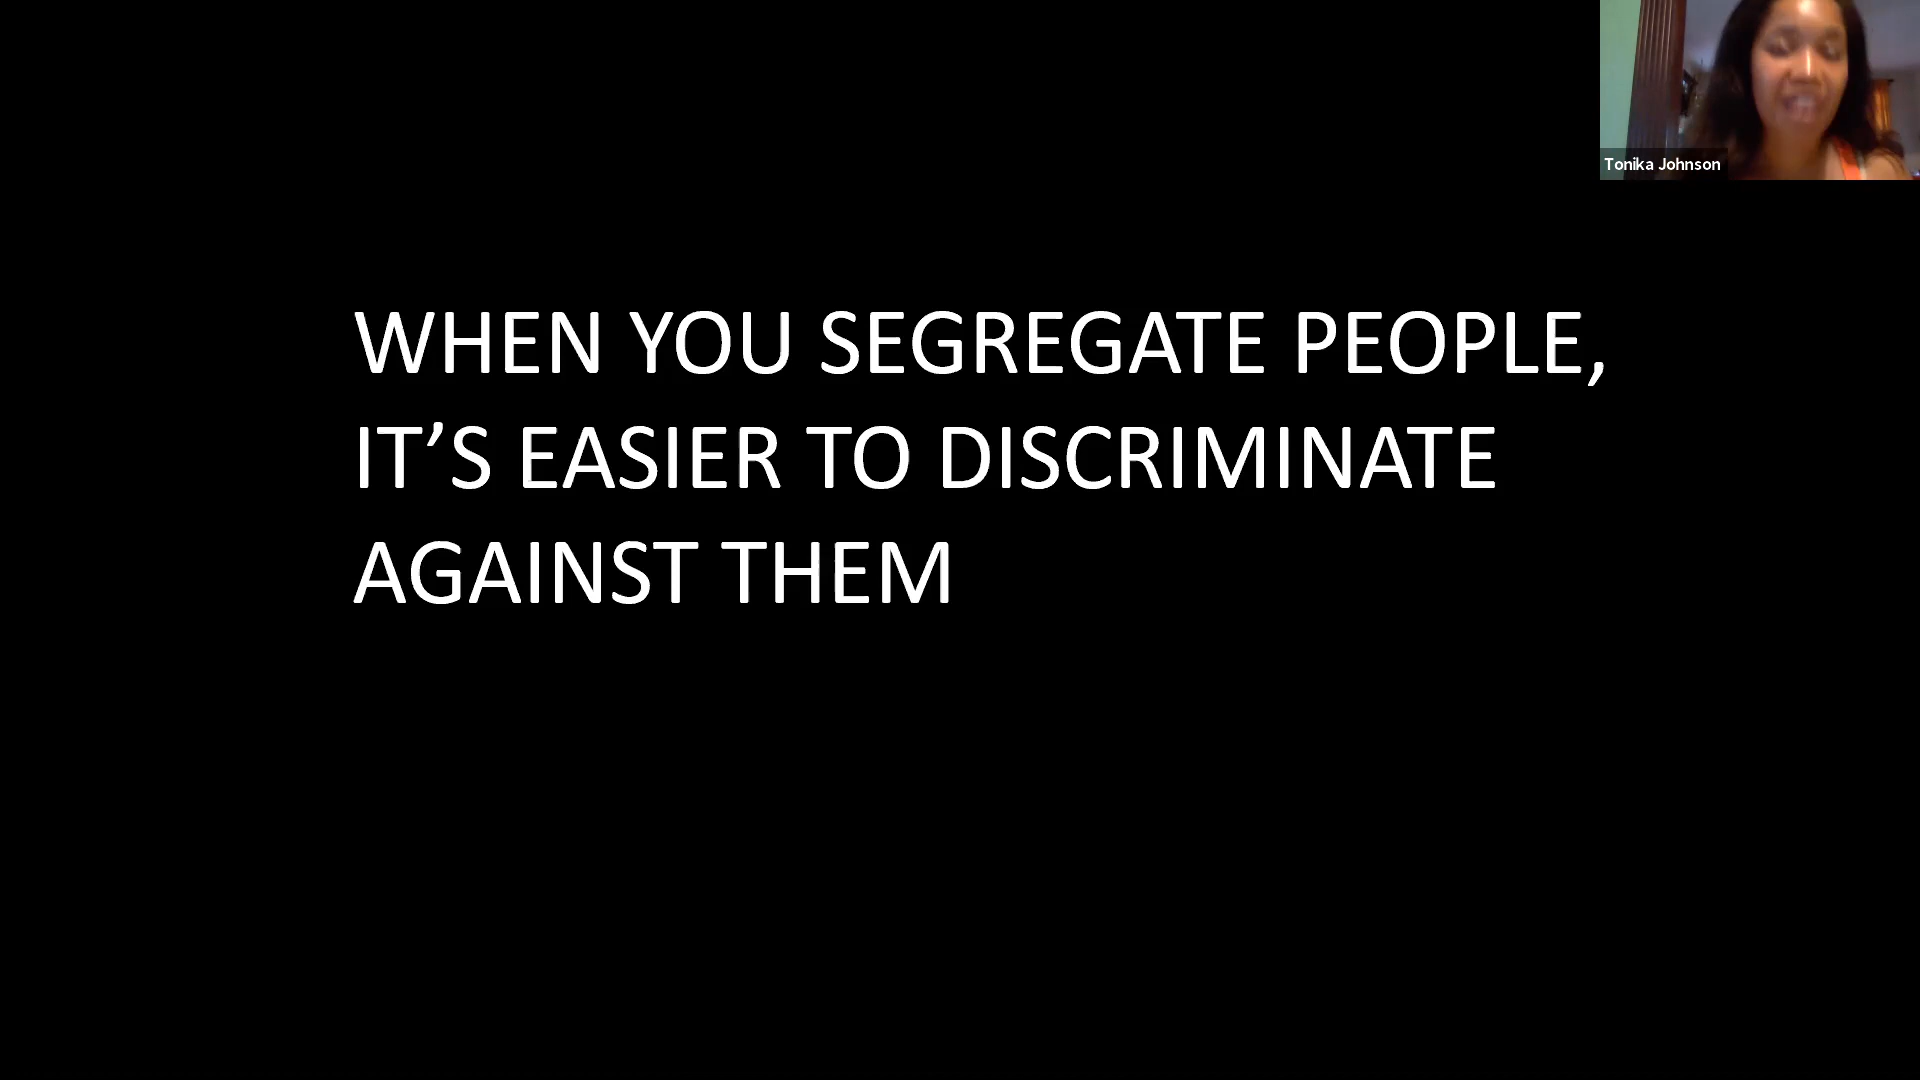 Tonika Johnson
WHEN YOU SEGREGATE PEOPLE,
IT’S EASIER TO DISCRIMINATE
AGAINST THEM